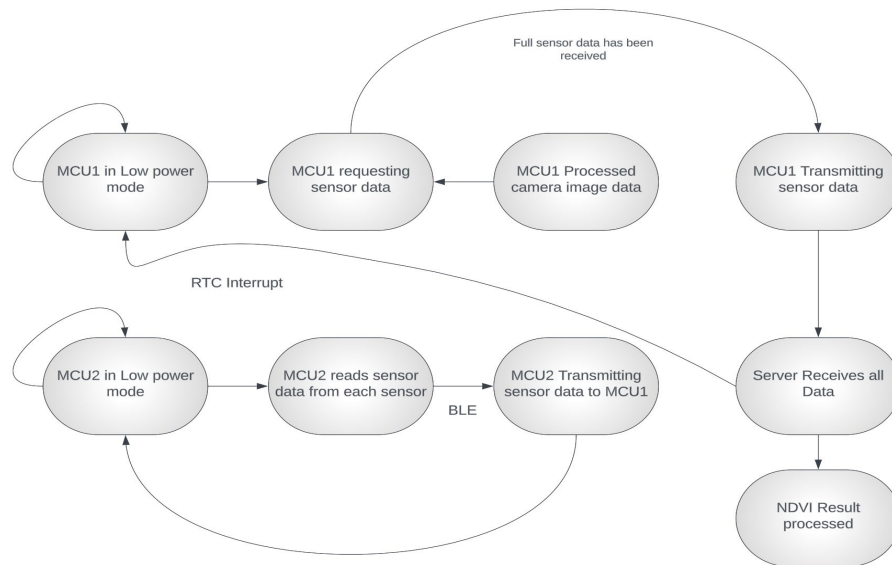 Full sensor data has been
received
MCU1 in Low power
mode
MCU1 requesting
sensor data
MCU1 Processed
camera image data
MCU1 Transmitting
sensor data
RTC Interrupt
MCU2 in Low power
mode
MCU2 reads sensor
data from each sensor
BLE
MCU2 Transmitting
sensor data to MCU1
Server Receives all
Data
NDVI Result
processed